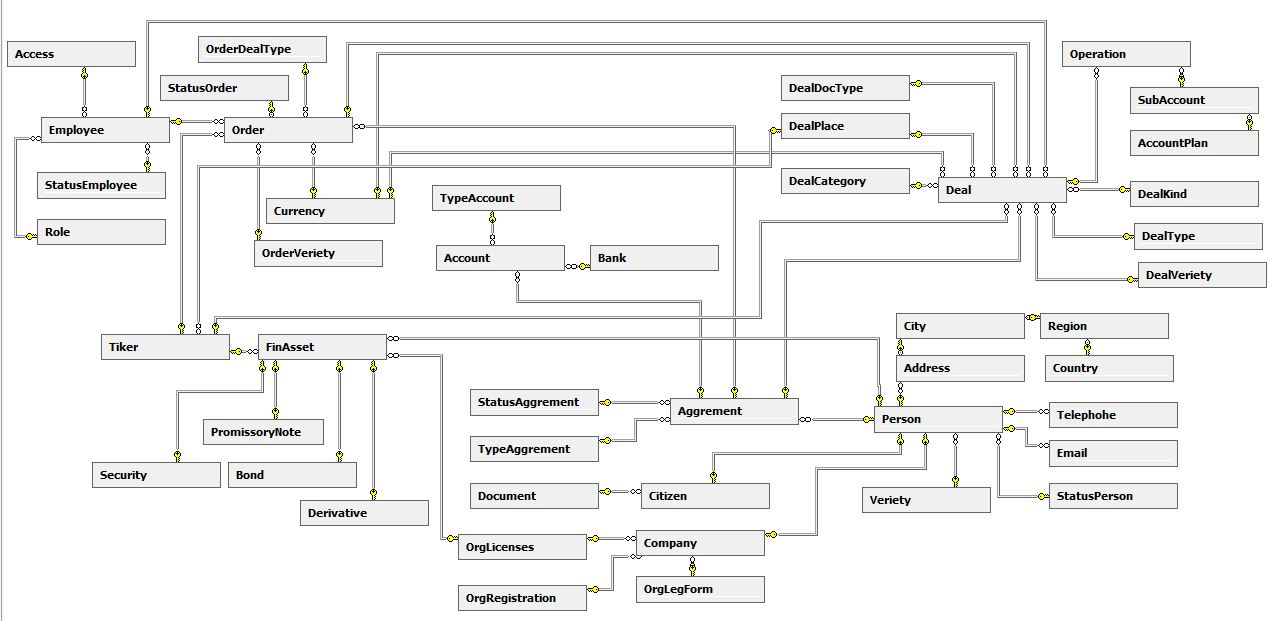 OrderDealType
Access
Operation
StatusOrder
DealDocType
SubAccount
Employee
Order
DealPlace
AccountPlan
StatusEmployee
DealCategory
Deal
DealKind
TypeAccount
Currency
Role
DealType
OrderVeriety
Account
Bank
DealVeriety
City
Region
Tiker
FinAsset
Address
Country
StatusAggrement
Aggrement
Person
Telephohe
PromissoryNote
TypeAggrement
Email
Security
Bond
Document
Citizen
Veriety
StatusPerson
Derivative
OrgLicenses
Company
OrgLegForm
OrgRegistration